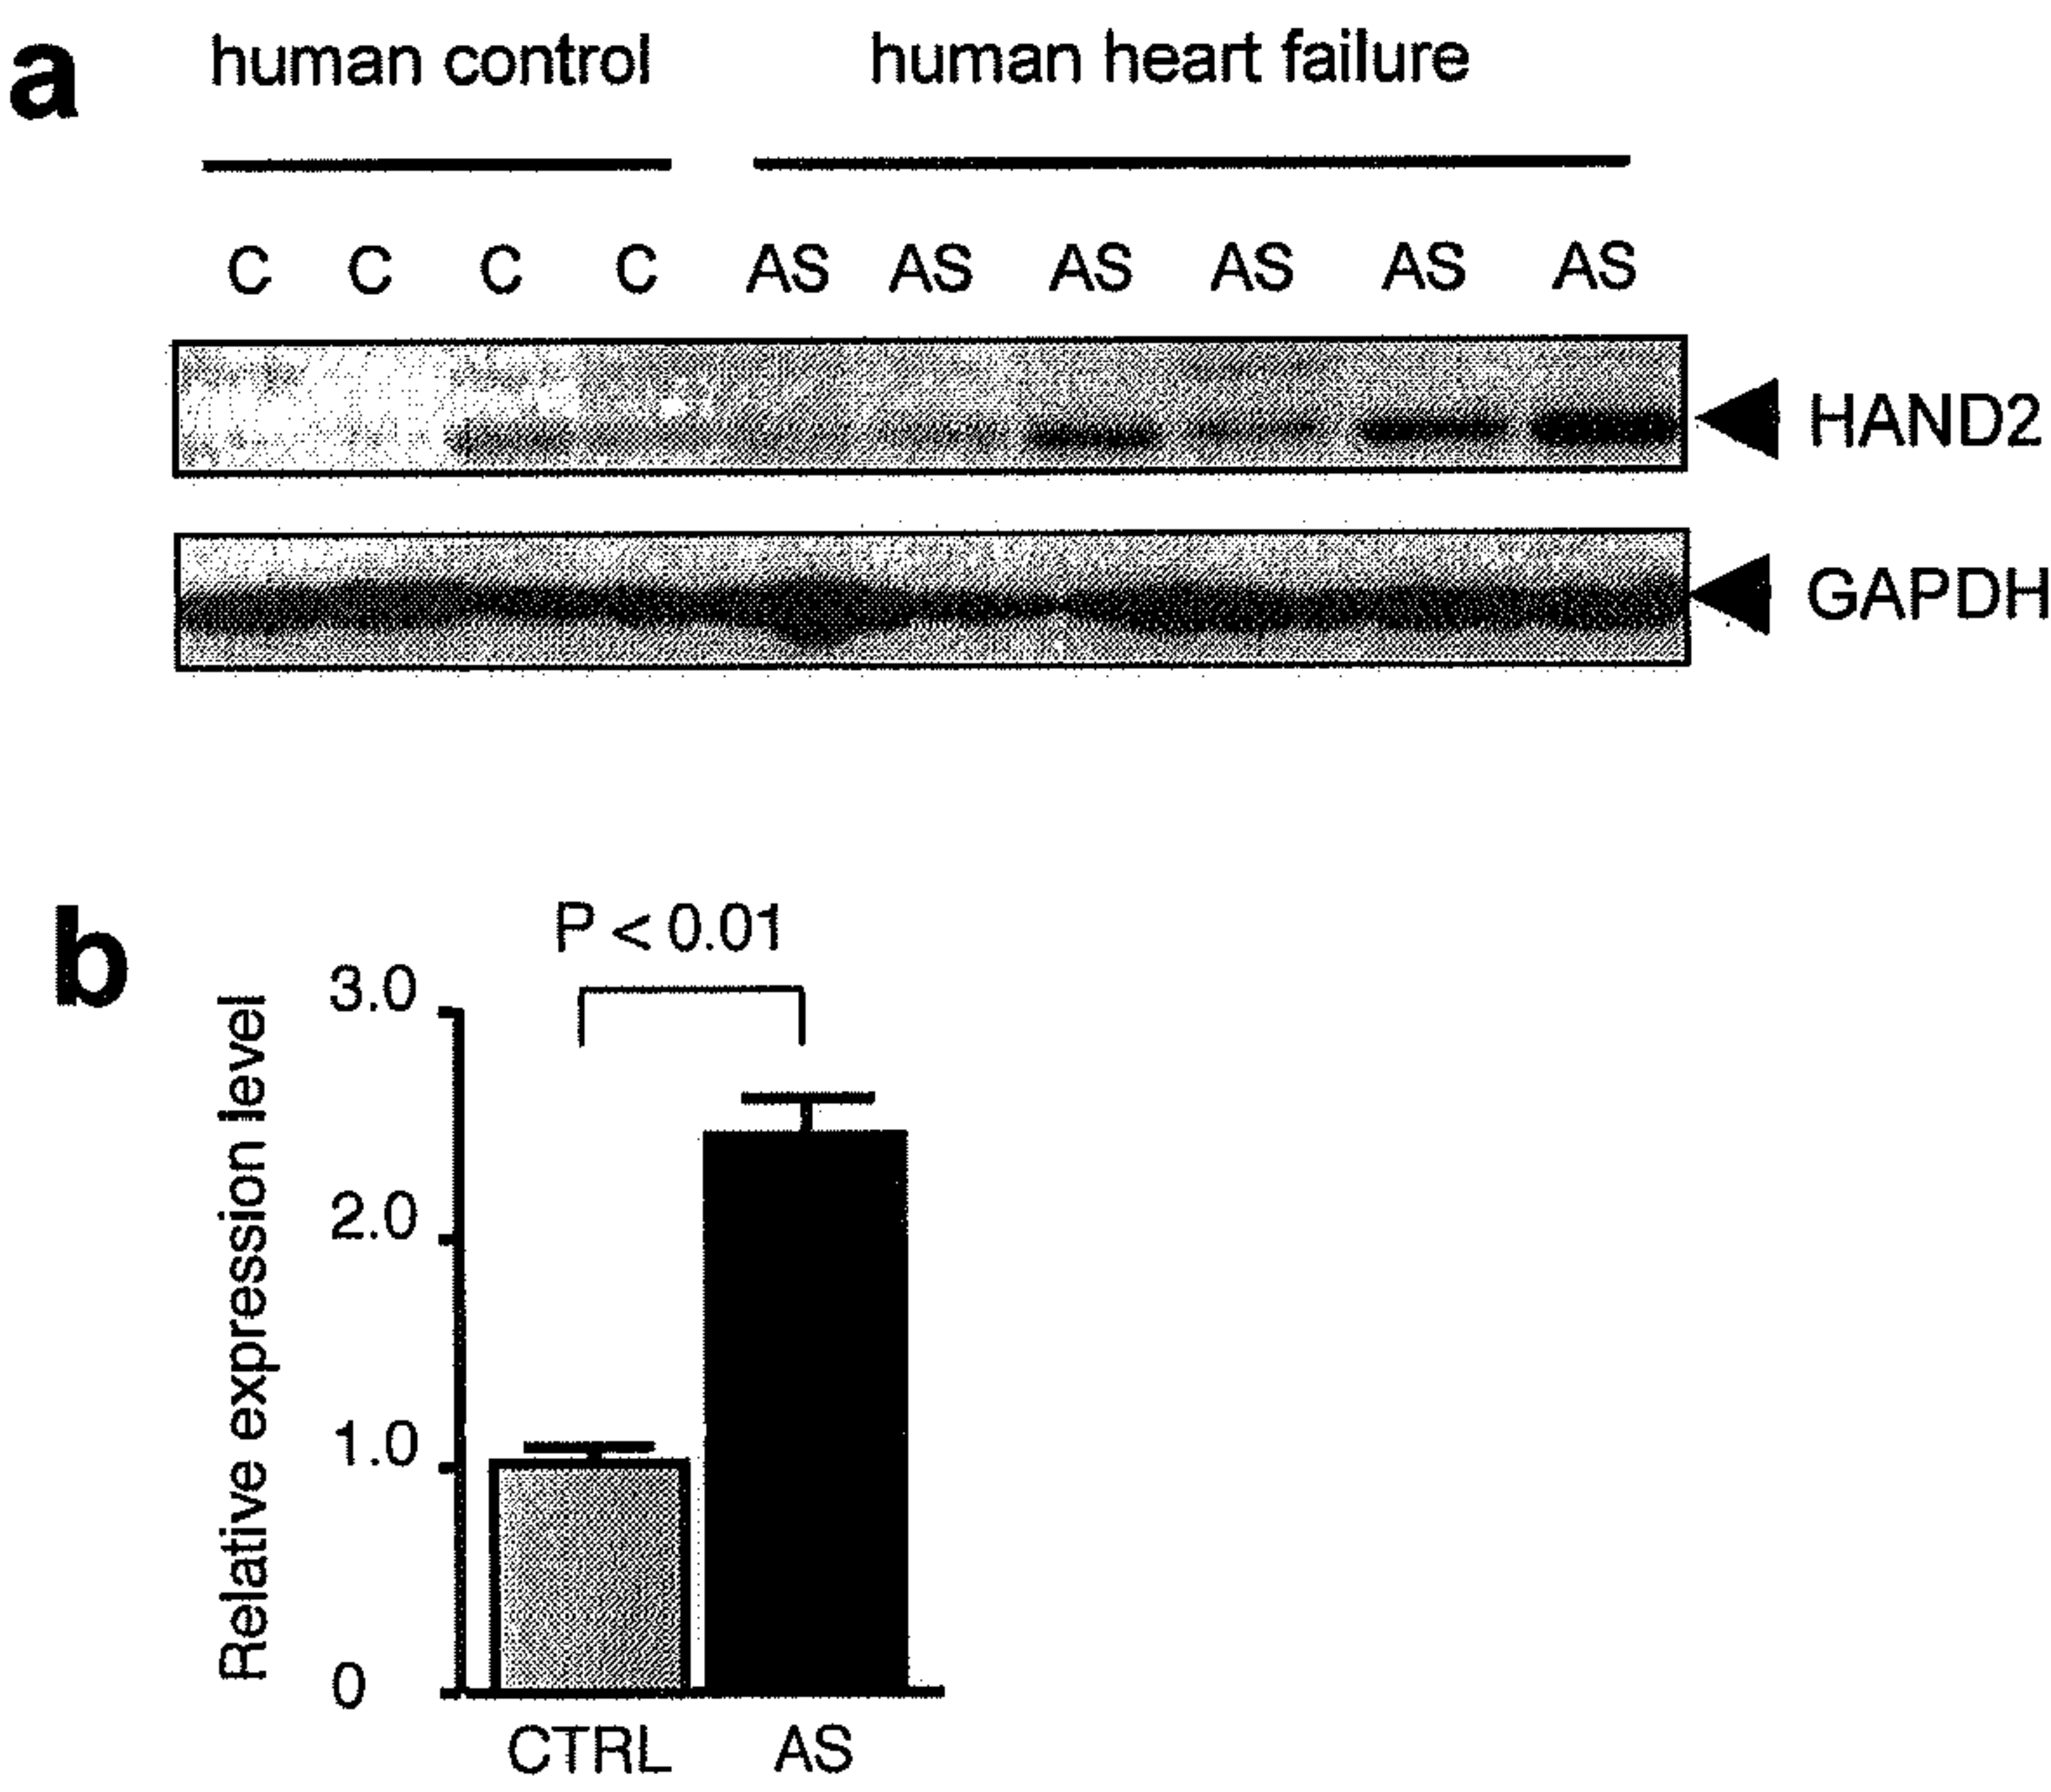 a
human control human heart failure
C C C C AS AS AS AS AS AS
HAND2
GAPDH
b
P < 0.01
Relative expression level
3.0
2.0
1.0
0
CTRL AS